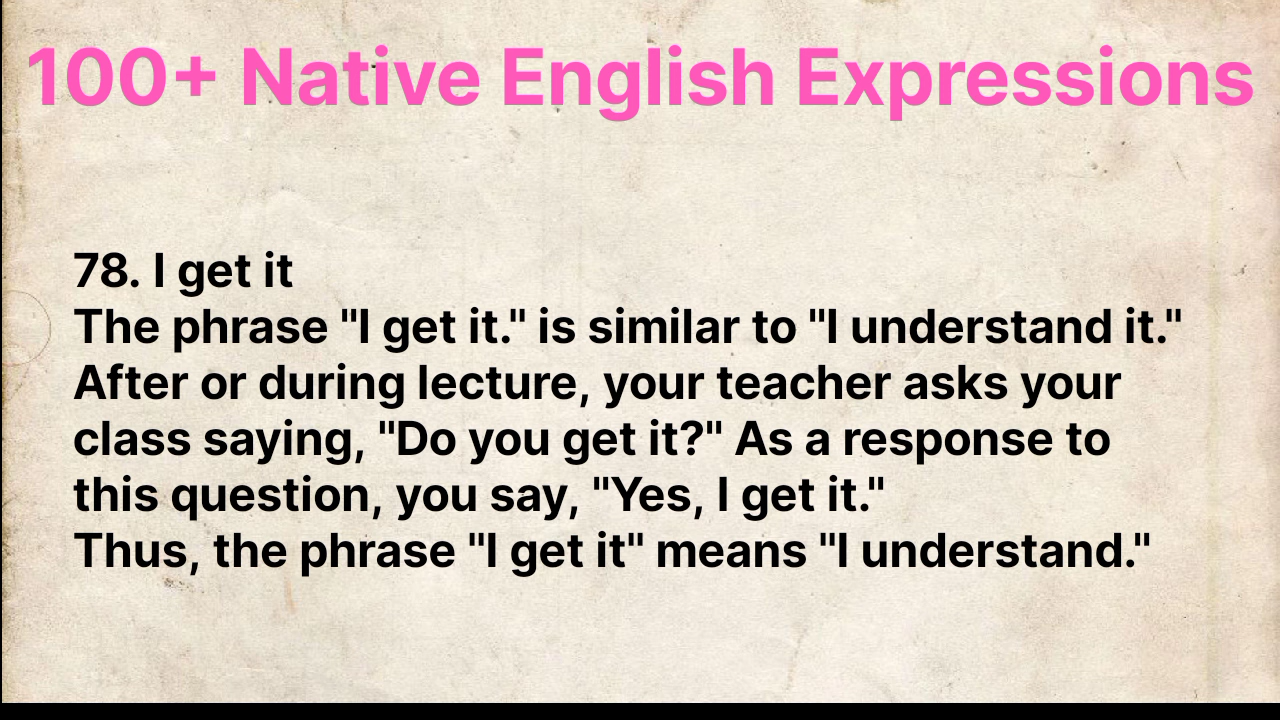 100+ Native English Expressions
78. I get it
The phrase "I get it." is similar to "I understand it."
After or during lecture, your teacher asks your
class saying, "Do you get it?" As a response to
this question, you say, "Yes, I get it."
Thus, the phrase "I get it" means "I understand."